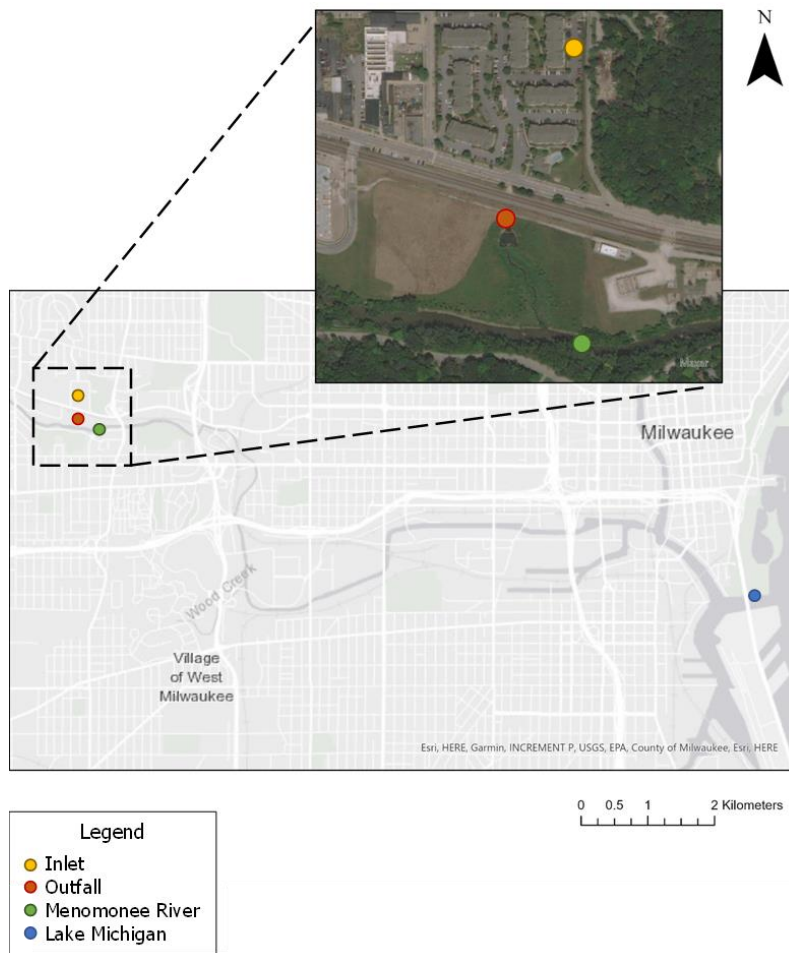 N
Maxar
Milwaukee
Wood Creek
Village
of West
Milwaukee
Esri, HERE, Garmin, INCREMENT P, USGS, EPA, County of Milwaukee, Esri, HERE
0 0.5 1 2 Kilometers
Legend
Inlet
Outfall
Menomonee River
Lake Michigan